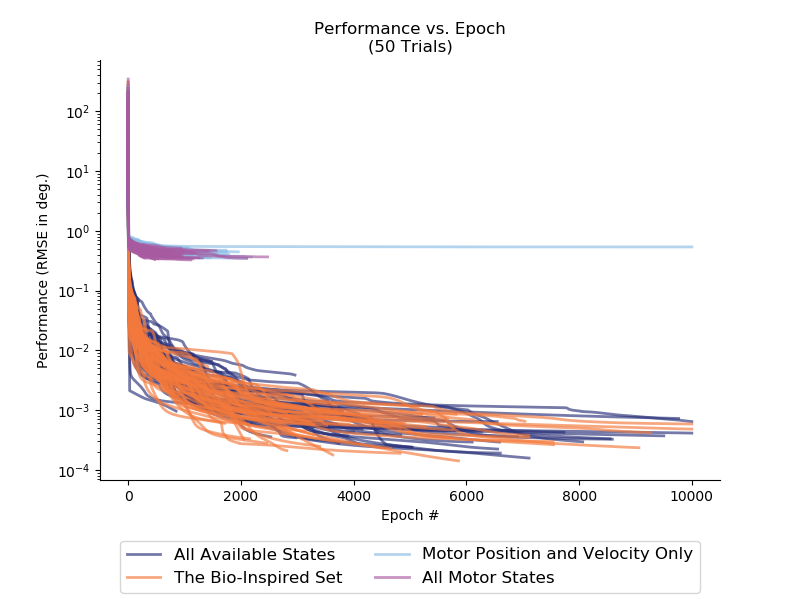 Performance vs. Epoch
(50 Trials)
Performance (RMSE in deg.)
10²
10¹
10⁰
10⁻¹
10⁻²
10⁻³
10⁻⁴
0 2000 4000 6000 8000 10000
Epoch #
All Available States Motor Position and Velocity Only
The Bio-Inspired Set All Motor States